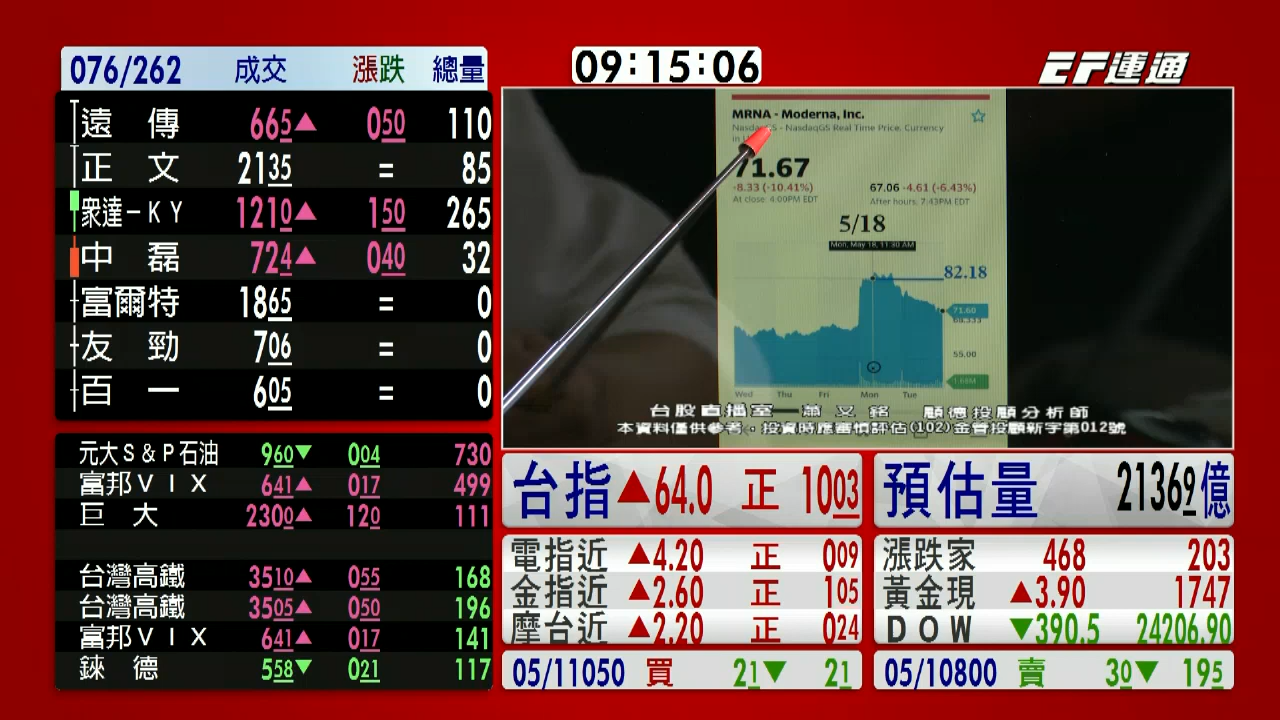 076/262 成交 漲跌 總量
遠傳 665▲ 050 110
正文 2135 = 85
衆達-KY 1210▲ 150 265
中磊 724▲ 040 32
富爾特 1865 = 0
友勁 706 = 0
百一 605 = 0
元大S&P石油 960▼ 004 730
富邦VIX 641▲ 017 499
巨大 2300▲ 120 111
台灣高鐵 3510▲ 055 168
台灣高鐵 3505▲ 050 196
富邦VIX 641▲ 017 141
錸德 558▼ 021 117
09:15:06
EF運通
MRNA - Moderna, Inc.
- NasdaqGS Real Time Price. Currency
71.67
-8.33 (-10.41%) 67.06 -4.61 (-6.43%)
At close: 4:00PM EDT After hours, 7:43PM EDT
5/18
Mon, May 18, 11:30 AM
82.18
71.60
55.00
1.68M
Wed Thu Fri Mon Tue
台股直播室 蕭又銘 顧德投顧分析師
本資料僅供參考，投資時應審慎評估(102)金管投顧新字第012號
台指▲64.0 正 1003
電指近 ▲4.20 正 009
金指近 ▲2.60 正 105
摩台近 ▲2.20 正 024
05/11050 買 21▼ 21
預估量 21369億
漲跌家 468 203
黃金現 ▲3.90 1747
DOW ▼390.5 24206.90
05/10800 賣 30▼ 195